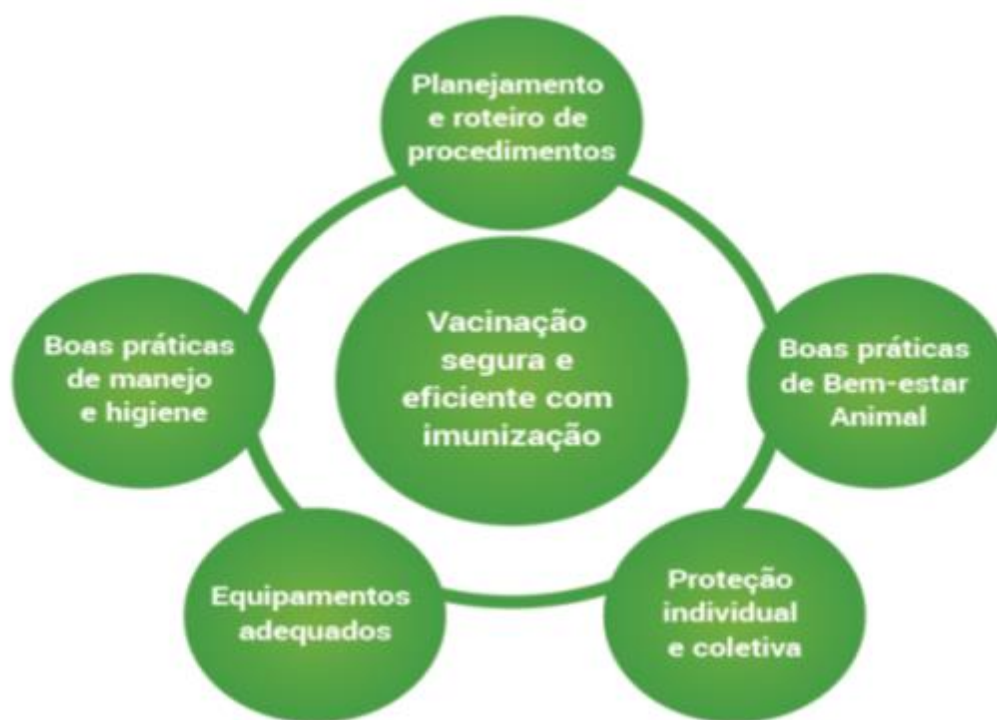 Planejamento
e roteiro de
procedimentos
Boas práticas
de manejo
e higiene
Vacinação
segura e
eficiente com
imunização
Boas práticas
de Bem-estar
Animal
Equipamentos
adequados
Proteção
individual
e coletiva